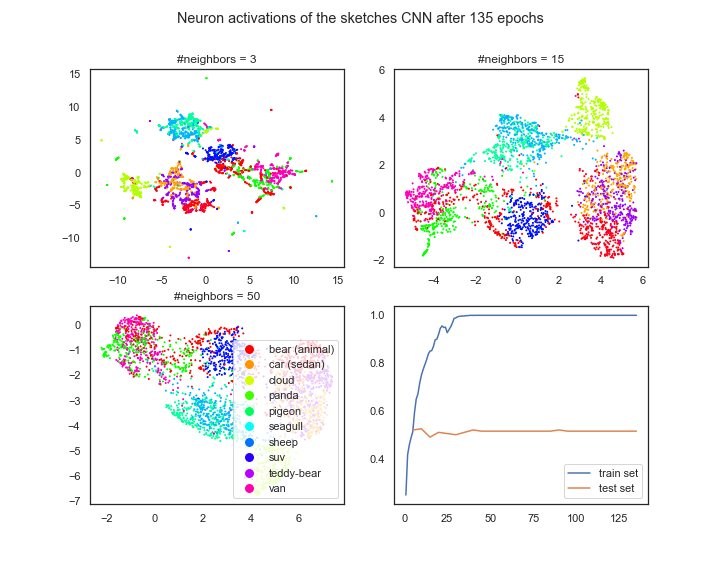 Neuron activations of the sketches CNN after 135 epochs
#neighbors = 3
15
10
5
0
−5
−10
−10
−5
0
5
10
15
#neighbors = 15
6
4
2
0
−2
−4
−2
0
2
4
6
#neighbors = 50
0
−1
−2
−3
−4
−5
−6
−7
−2
0
2
4
6
bear (animal)
car (sedan)
cloud
panda
pigeon
seagull
sheep
suv
teddy-bear
van
1.0
0.8
0.6
0.4
0
25
50
75
100
125
train set
test set